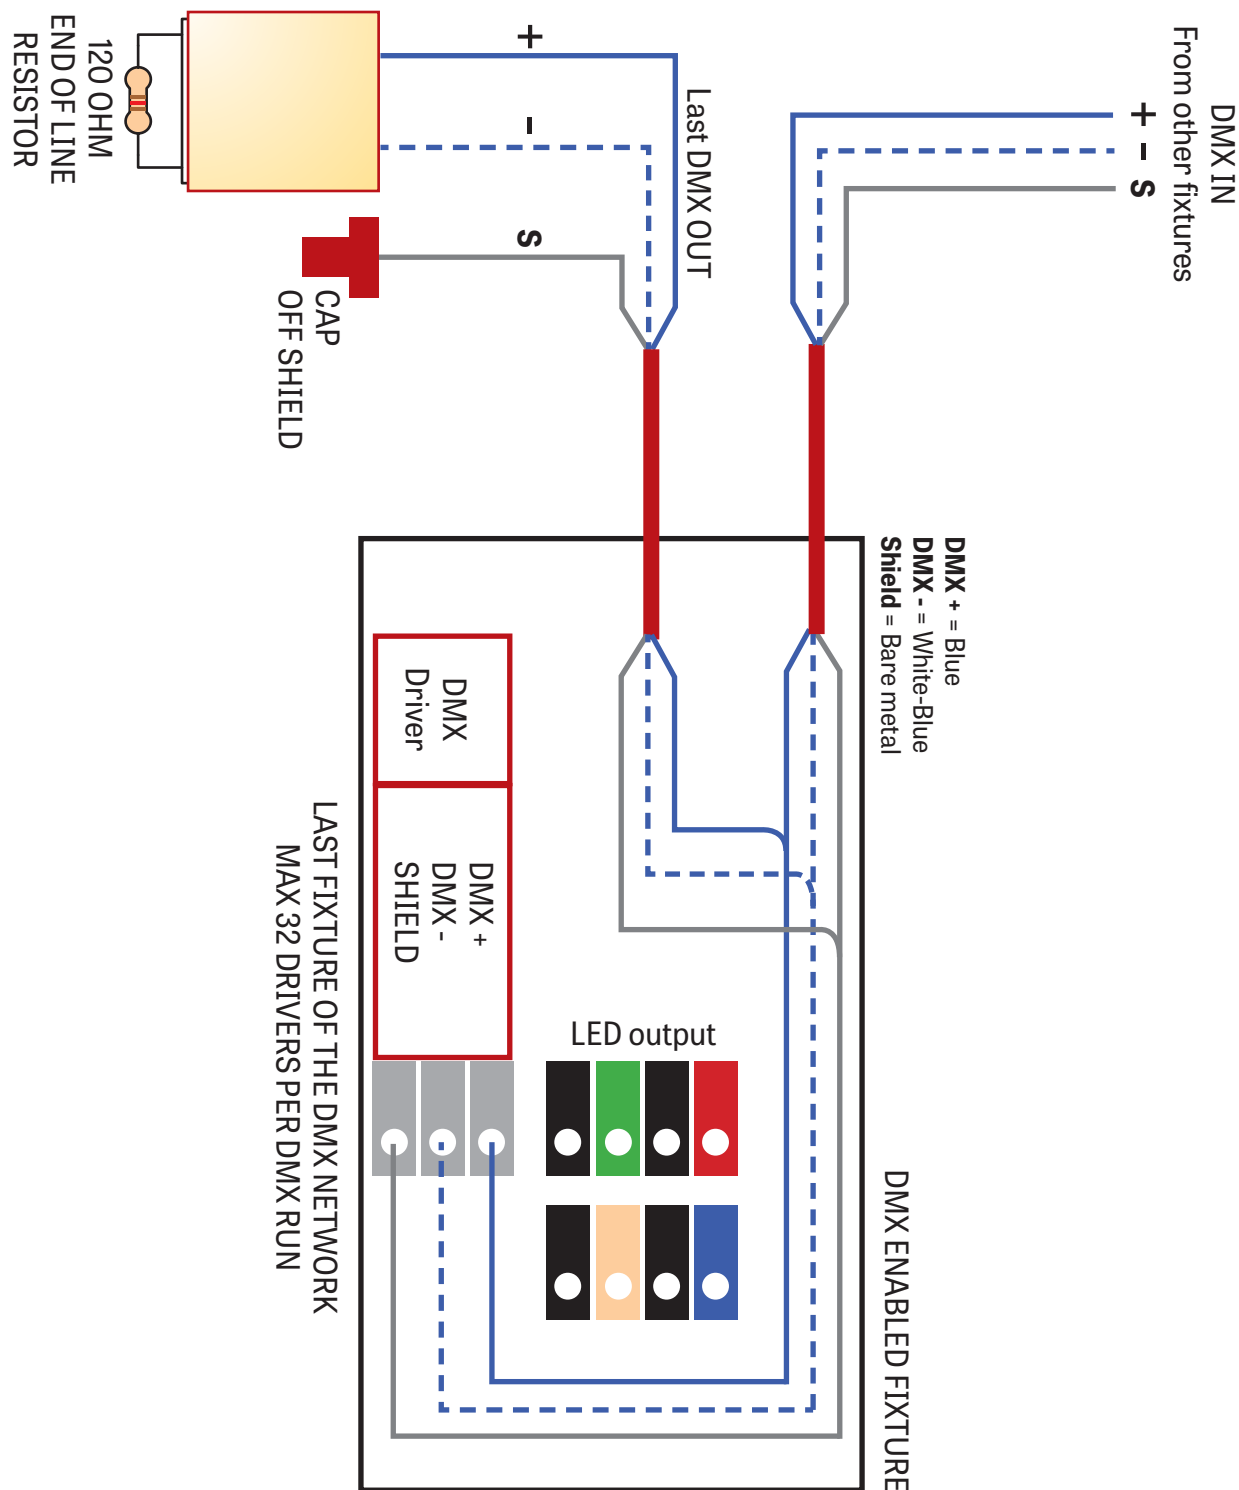 DMX IN
From other fixtures
+
-
S
Last DMX OUT
+
-
S
120 OHM
END OF LINE
RESISTOR
CAP
OFF SHIELD
DMX + = Blue
DMX - = White-Blue
Shield = Bare metal
DMX
Driver
DMX +
DMX -
SHIELD
LED output
DMX ENABLED FIXTURE
LAST FIXTURE OF THE DMX NETWORK
MAX 32 DRIVERS PER DMX RUN